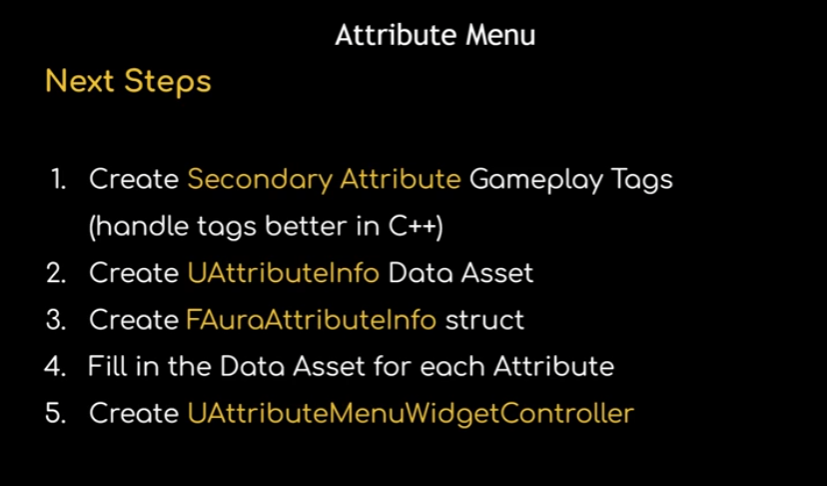 Attribute Menu
Next Steps
1. Create Secondary Attribute Gameplay Tags
(handle tags better in C++)
2. Create UAttributeInfo Data Asset
3. Create FAuraAttributeInfo struct
4. Fill in the Data Asset for each Attribute
5. Create UAttributeMenuWidgetController